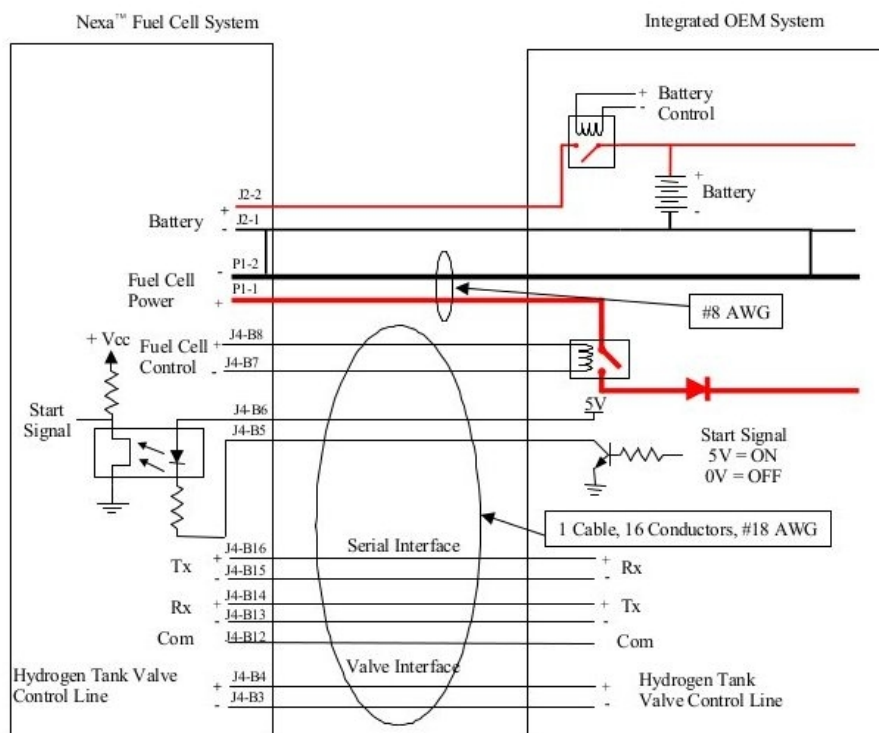 Nexa™ Fuel Cell System
Integrated OEM System
+ Battery
- Control
J2-2
+
Battery
- J2-1
+
Battery
-
- P1-2
Fuel Cell
Power
+ P1-1
#8 AWG
+ Vcc
Fuel Cell + J4-B8
Control - J4-B7
5V
Start
Signal
J4-B6
J4-B5
Start Signal
5V = ON
0V = OFF
1 Cable, 16 Conductors, #18 AWG
Serial Interface
Tx + J4-B16
- J4-B15
+ Rx
-
Rx + J4-B14
- J4-B13
+ Tx
-
Com J4-B12
Com
Valve Interface
Hydrogen Tank Valve
Control Line
+ J4-B4
- J4-B3
+ Hydrogen Tank
- Valve Control Line